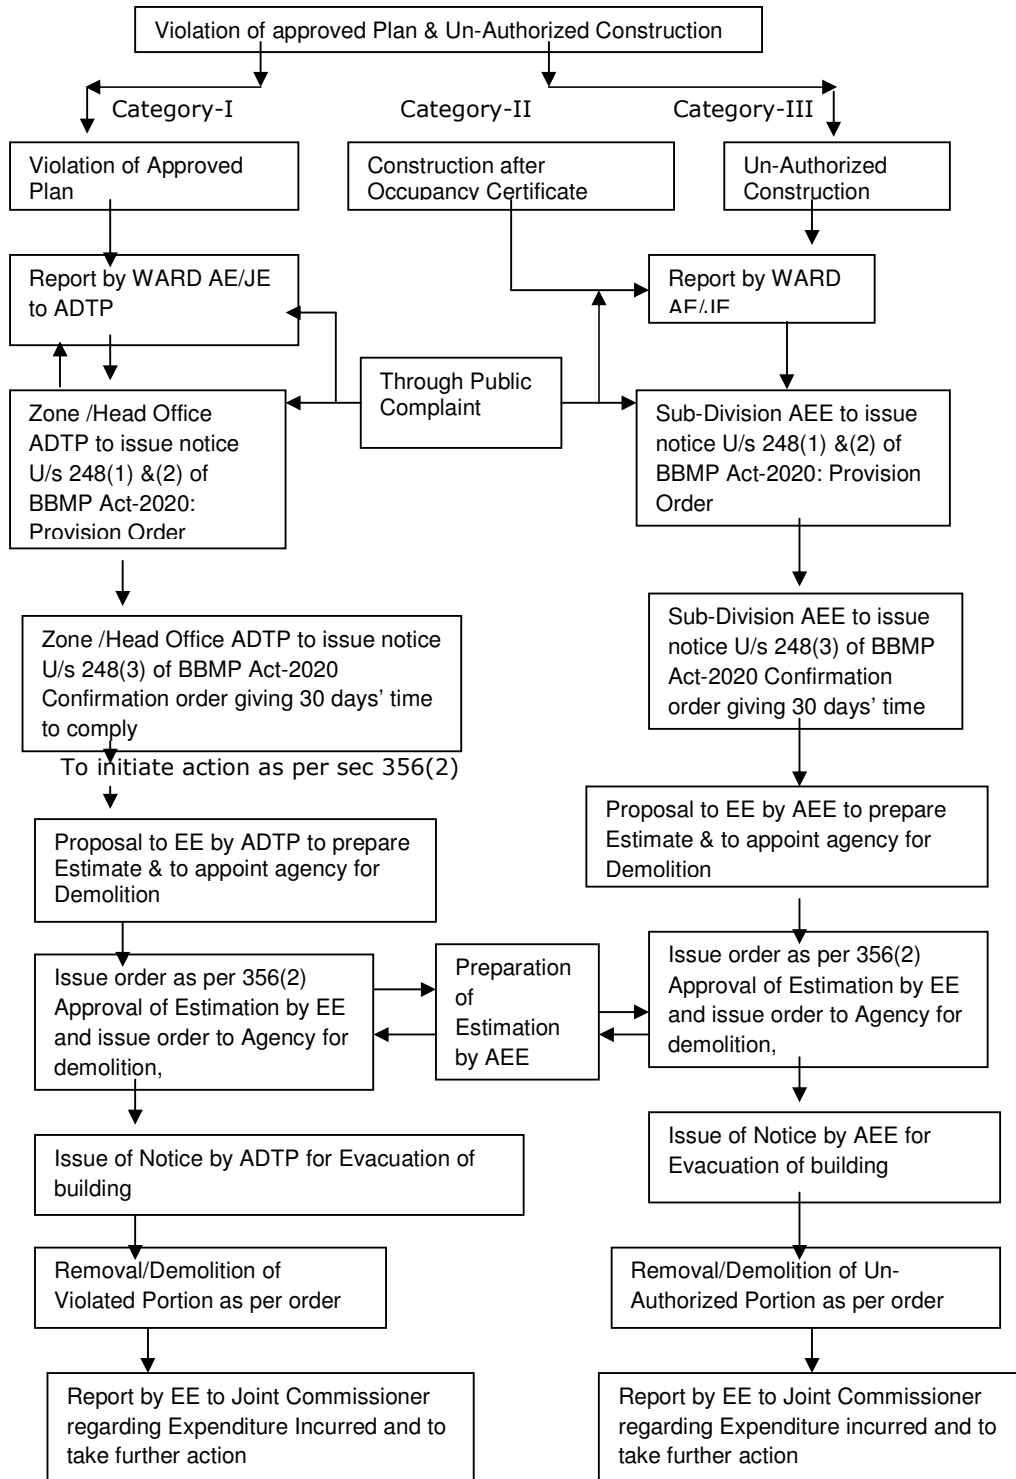 Violation of approved Plan & Un-Authorized Construction
Category-I
Category-II
Category-III
Violation of Approved
Plan
Construction after
Occupancy Certificate
Un-Authorized
Construction
Report by WARD AE/JE
to ADTP
Report by WARD
AE/JE
Through Public
Complaint
Zone /Head Office
ADTP to issue notice
U/s 248(1) &(2) of
BBMP Act-2020:
Provision Order
Sub-Division AEE to issue
notice U/s 248(1) &(2) of
BBMP Act-2020: Provision
Order
Zone /Head Office ADTP to issue notice
U/s 248(3) of BBMP Act-2020
Confirmation order giving 30 days’ time
to comply
Sub-Division AEE to issue
notice U/s 248(3) of BBMP
Act-2020 Confirmation
order giving 30 days’ time
To initiate action as per sec 356(2)
Proposal to EE by ADTP to prepare
Estimate & to appoint agency for
Demolition
Proposal to EE by AEE to prepare
Estimate & to appoint agency for
Demolition
Issue order as per 356(2)
Approval of Estimation by EE
and issue order to Agency for
demolition,
Preparation
of
Estimation
by AEE
Issue order as per 356(2)
Approval of Estimation by EE
and issue order to Agency for
demolition,
Issue of Notice by ADTP for Evacuation of
building
Issue of Notice by AEE for
Evacuation of building
Removal/Demolition of
Violated Portion as per order
Removal/Demolition of Un-
Authorized Portion as per order
Report by EE to Joint Commissioner
regarding Expenditure Incurred and to
take further action
Report by EE to Joint Commissioner
regarding Expenditure incurred and to
take further action